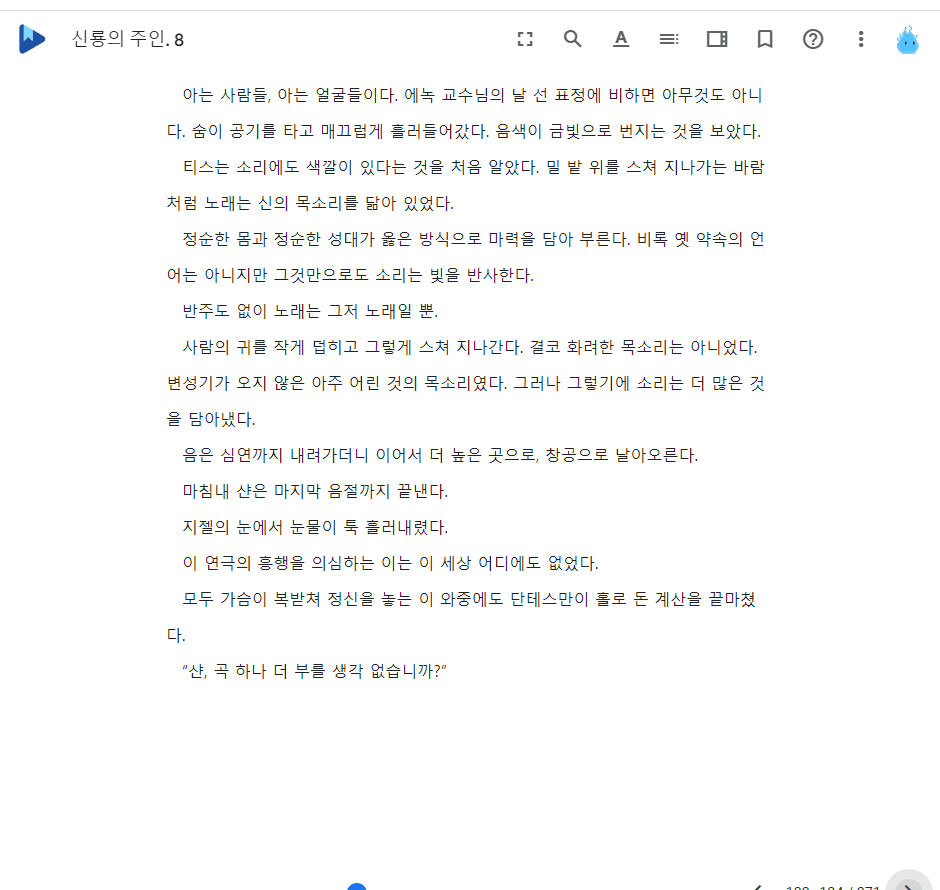 신룡의 주인. 8
아는 사람들, 아는 얼굴들이다. 에녹 교수님의 날 선 표정에 비하면 아무것도 아니
다. 숨이 공기를 타고 매끄럽게 흘러들어갔다. 음색이 금빛으로 번지는 것을 보았다.
티스는 소리에도 색깔이 있다는 것을 처음 알았다. 밀 밭 위를 스쳐 지나가는 바람
처럼 노래는 신의 목소리를 닮아 있었다.
정순한 몸과 정순한 성대가 옳은 방식으로 마력을 담아 부른다. 비록 옛 약속의 언
어는 아니지만 그것만으로도 소리는 빛을 반사한다.
반주도 없이 노래는 그저 노래일 뿐.
사람의 귀를 작게 덥히고 그렇게 스쳐 지나간다. 결코 화려한 목소리는 아니었다.
변성기가 오지 않은 아주 어린 것의 목소리였다. 그러나 그렇기에 소리는 더 많은 것
을 담아냈다.
음은 심연까지 내려가더니 이어서 더 높은 곳으로, 창공으로 날아오른다.
마침내 샨은 마지막 음절까지 끝낸다.
지젤의 눈에서 눈물이 툭 흘러내렸다.
이 연극의 흥행을 의심하는 이는 이 세상 어디에도 없었다.
모두 가슴이 복받쳐 정신을 놓는 이 와중에도 단테스만이 홀로 돈 계산을 끝마쳤
다.
“샨, 곡 하나 더 부를 생각 없습니까?”